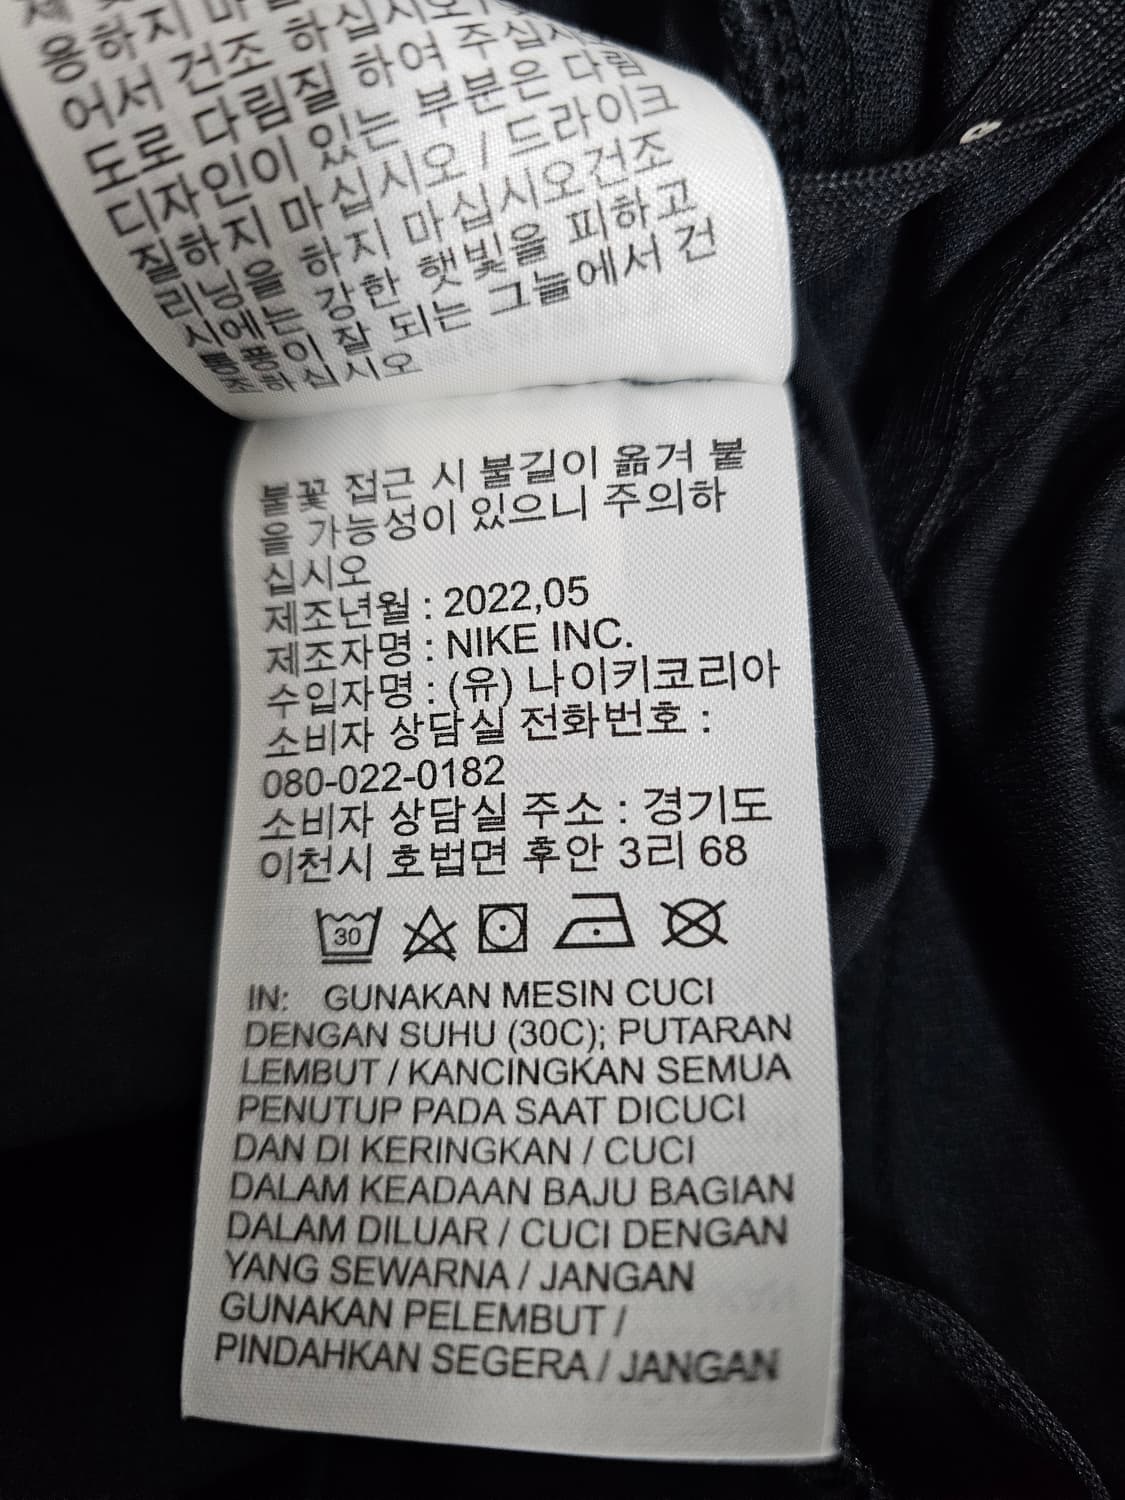 용하지 마
어서 건조 하십시오
도로 다림질 하여 주십시
디자인이 있는 부분은 다림
질하지 마십시오 / 드라이크
리닝을 하지 마십시오건조
시에는 강한 햇빛을 피하고
통풍이 잘 되는 그늘에서 건
조하십시오
불꽃 접근 시 불길이 옮겨 붙
을 가능성이 있으니 주의하
십시오
제조년월 : 2022,05
제조자명 : NIKE INC.
수입자명 : (유) 나이키코리아
소비자 상담실 전화번호 :
080-022-0182
소비자 상담실 주소 : 경기도
이천시 호법면 후안 3리 68
30
IN: GUNAKAN MESIN CUCI
DENGAN SUHU (30C); PUTARAN
LEMBUT / KANCINGKAN SEMUA
PENUTUP PADA SAAT DICUCI
DAN DI KERINGKAN / CUCI
DALAM KEADAAN BAJU BAGIAN
DALAM DILUAR / CUCI DENGAN
YANG SEWARNA / JANGAN
GUNAKAN PELEMBUT /
PINDAHKAN SEGERA / JANGAN